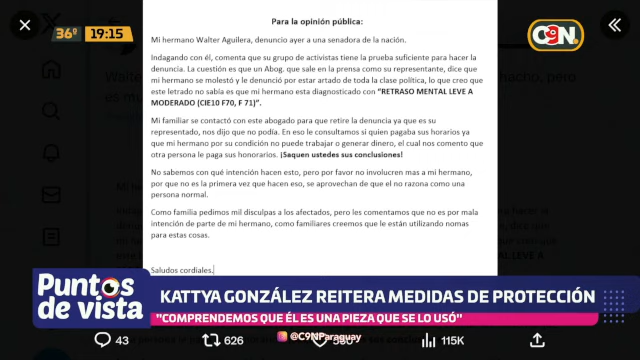 36º 19:15
C9N
Para la opinión pública:
Mi hermano Walter Aguilera, denuncio ayer a una senadora de la nación.
Indagando con él, comenta que su grupo de activistas tiene la prueba suficiente para hacer la
denuncia. La cuestión es que un Abog. que sale en la prensa como su representante, dice que
mi hermano se molestó y le denunció por estar artado de toda la clase política, lo que creo que
este letrado no sabía es que mi hermano esta diagnosticado con "RETRASO MENTAL LEVE A
MODERADO (CIE10 F70, F 71)".
Mi familiar se contactó con este abogado para que retire la denuncia ya que es su
representado, nos dijo que no podía. En eso le consultamos si quien pagaba sus horarios ya
que mi hermano por su condición no puede trabajar o generar dinero, el cual nos comento que
otra persona le paga sus honorarios. ¡Saquen ustedes sus conclusiones!
No sabemos con qué intención hacen esto, pero por favor no involucren mas a mi hermano,
por que no es la primera vez que hacen eso, se aprovechan de que el no razona como una
persona normal.
Como familia pedimos mil disculpas a los afectados, pero les comentamos que no es por mala
intención de parte de mi hermano, como familiares creemos que le están utilizando nomas
para estas cosas.
Saludos cordiales.
Puntos
de vista
KATTYA GONZÁLEZ REITERA MEDIDAS DE PROTECCIÓN
"COMPRENDEMOS QUE ÉL ES UNA PIEZA QUE SE LO USÓ"
43 626 @C9NParaguay 580 115K